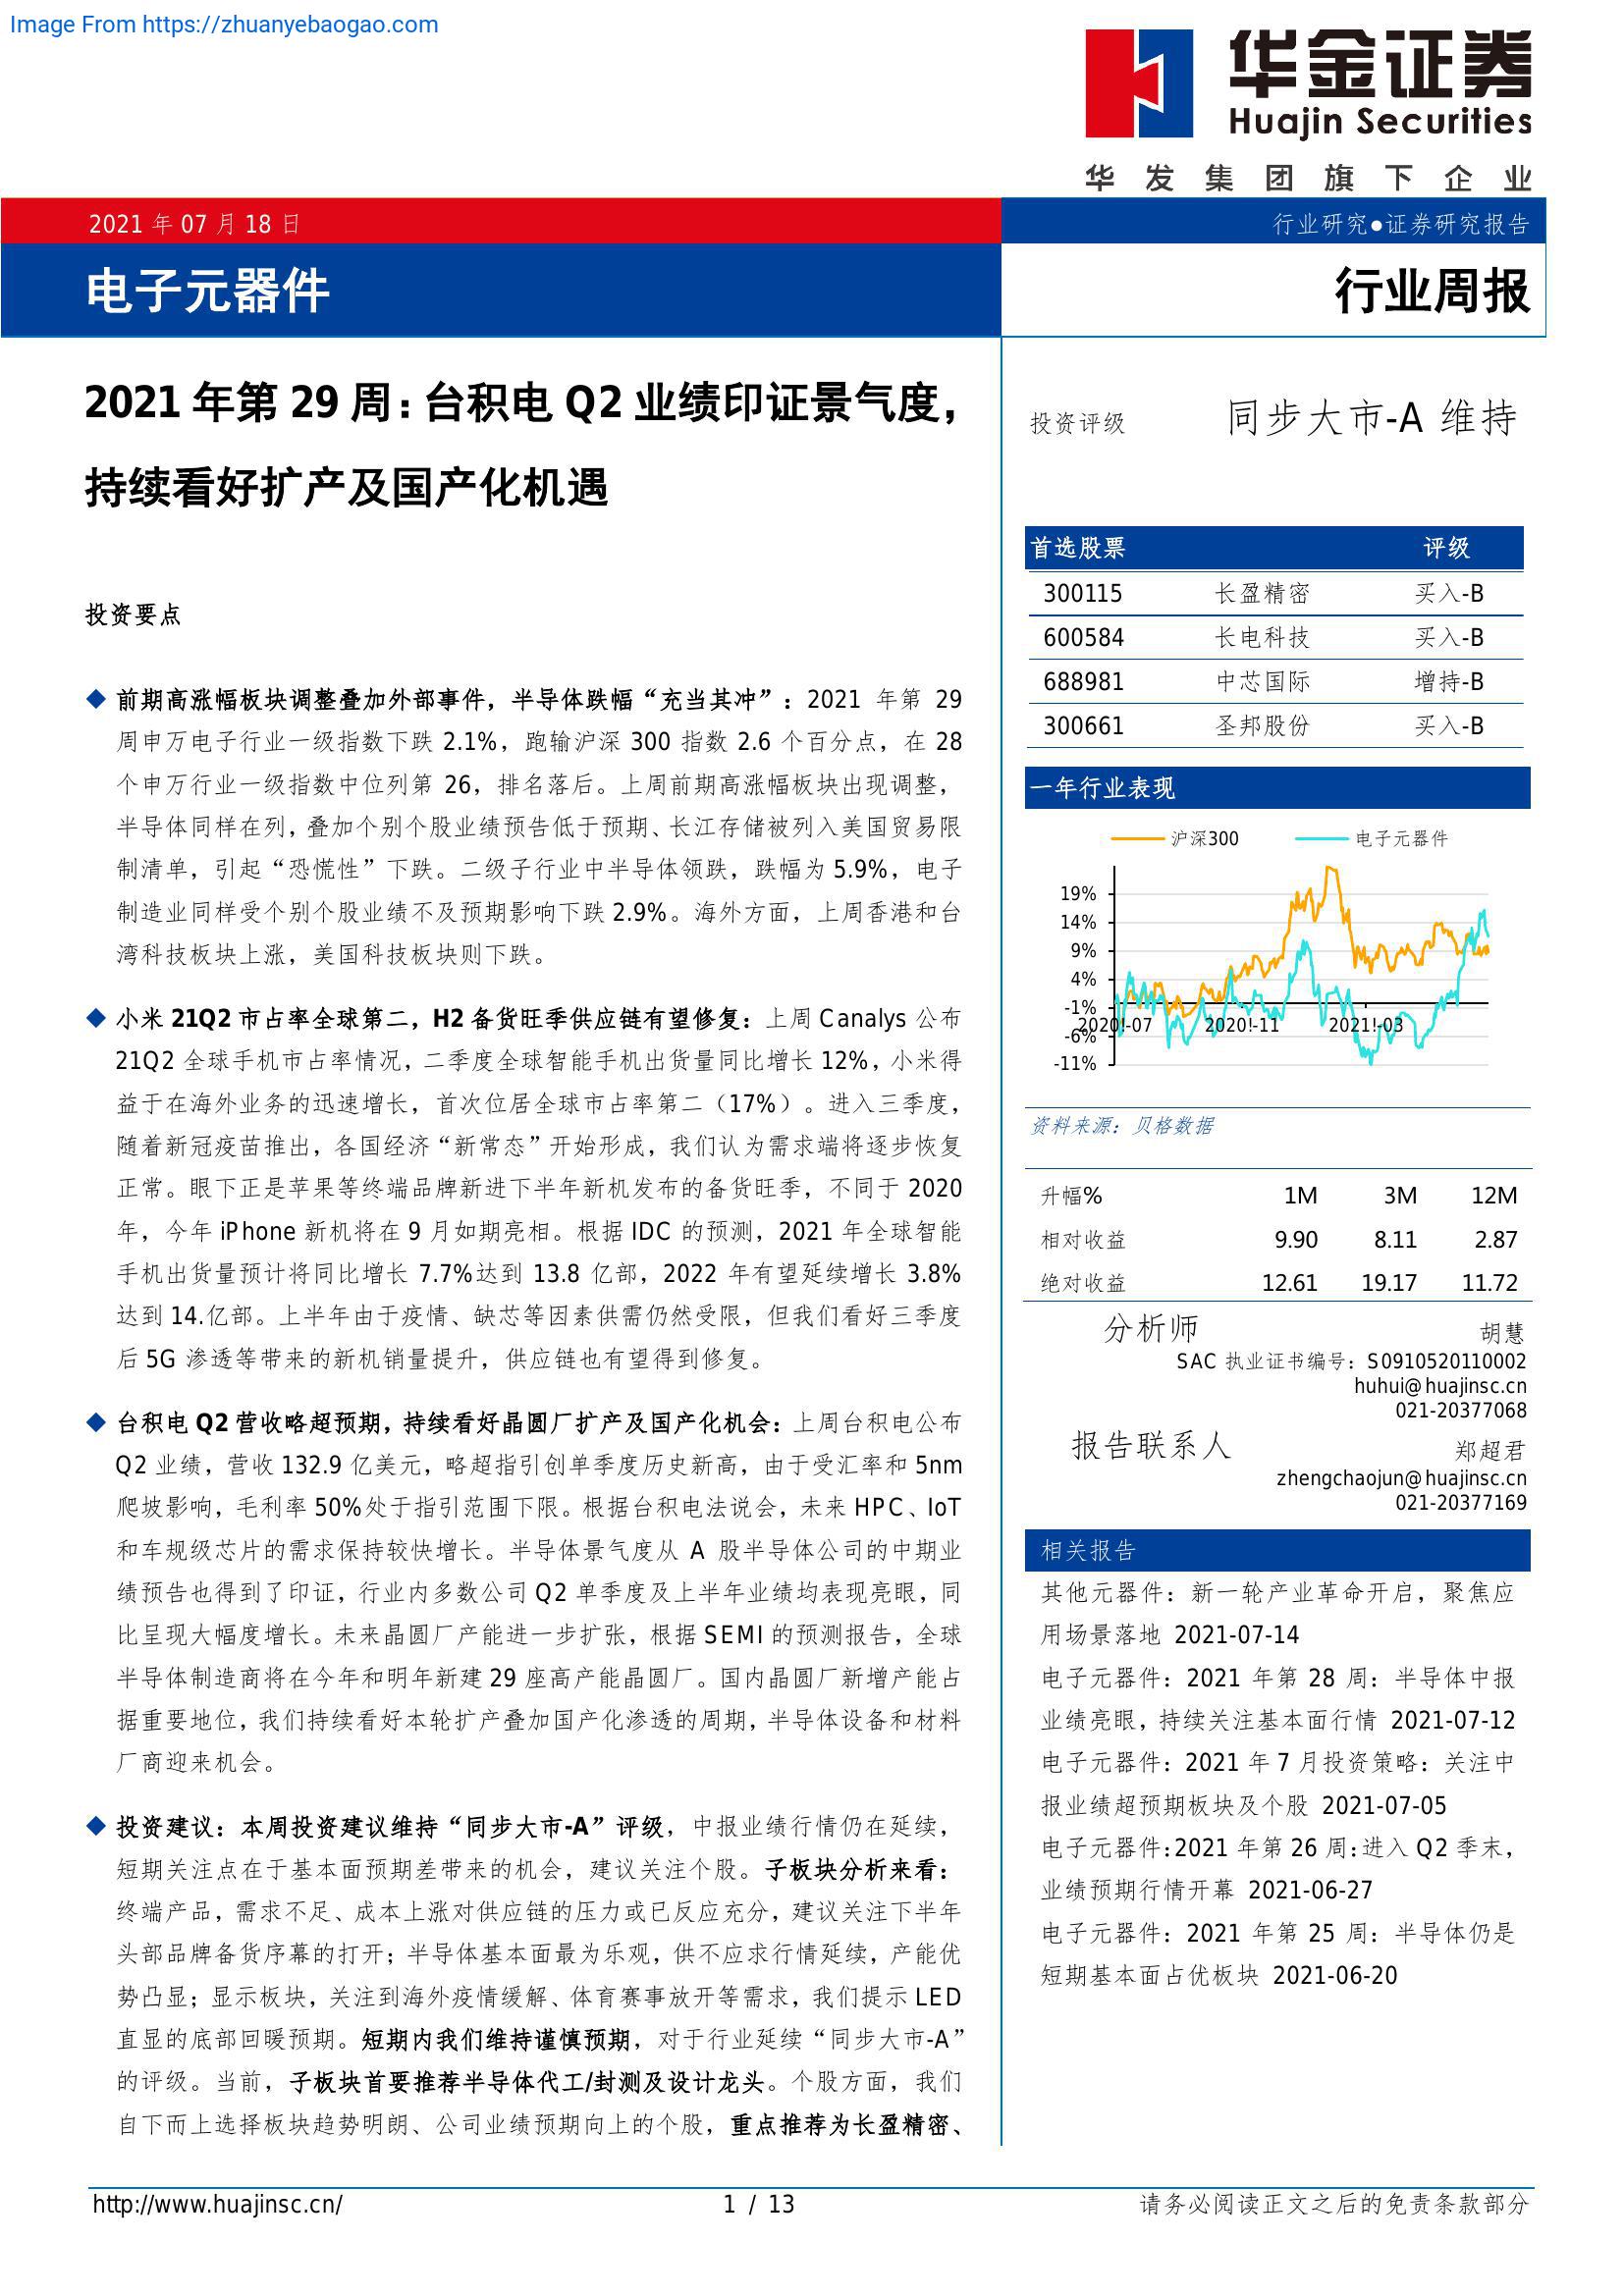 Image From https://zhuanyebaogao.com
华金证券
Huajin Securities
华发集团旗下企业
2021 年 07 月 18 日
行业研究●证券研究报告
电子元器件
行业周报
2021 年第 29 周：台积电 Q2 业绩印证景气度，
持续看好扩产及国产化机遇
投资要点
◆ 前期高涨幅板块调整叠加外部事件，半导体跌幅“充当其冲”：2021 年第 29
周申万电子行业一级指数下跌 2.1%，跑输沪深 300 指数 2.6 个百分点，在 28
个申万行业一级指数中位列第 26，排名落后。上周前期高涨幅板块出现调整，
半导体同样在列，叠加个别个股业绩预告低于预期、长江存储被列入美国贸易限
制清单，引起“恐慌性”下跌。二级子行业中半导体领跌，跌幅为 5.9%，电子
制造业同样受个别个股业绩不及预期影响下跌 2.9%。海外方面，上周香港和台
湾科技板块上涨，美国科技板块则下跌。
◆ 小米 21Q2 市占率全球第二，H2 备货旺季供应链有望修复：上周 Canalys 公布
21Q2 全球手机市占率情况，二季度全球智能手机出货量同比增长 12%，小米得
益于在海外业务的迅速增长，首次位居全球市占率第二（17%）。进入三季度，
随着新冠疫苗推出，各国经济“新常态”开始形成，我们认为需求端将逐步恢复
正常。眼下正是苹果等终端品牌新进下半年新机发布的备货旺季，不同于 2020
年，今年 iPhone 新机将在 9 月如期亮相。根据 IDC 的预测，2021 年全球智能
手机出货量预计将同比增长 7.7%达到 13.8 亿部，2022 年有望延续增长 3.8%
达到 14.亿部。上半年由于疫情、缺芯等因素供需仍然受限，但我们看好三季度
后 5G 渗透等带来的新机销量提升，供应链也有望得到修复。
◆ 台积电 Q2 营收略超预期，持续看好晶圆厂扩产及国产化机会：上周台积电公布
Q2 业绩，营收 132.9 亿美元，略超指引创单季度历史新高，由于受汇率和 5nm
爬坡影响，毛利率 50%处于指引范围下限。根据台积电法说会，未来 HPC、IoT
和车规级芯片的需求保持较快增长。半导体景气度从 A 股半导体公司的中期业
绩预告也得到了印证，行业内多数公司 Q2 单季度及上半年业绩均表现亮眼，同
比呈现大幅度增长。未来晶圆厂产能进一步扩张，根据 SEMI 的预测报告，全球
半导体制造商将在今年和明年新建 29 座高产能晶圆厂。国内晶圆厂新增产能占
据重要地位，我们持续看好本轮扩产叠加国产化渗透的周期，半导体设备和材料
厂商迎来机会。
◆ 投资建议：本周投资建议维持“同步大市-A”评级，中报业绩行情仍在延续，
短期关注点在于基本面预期差带来的机会，建议关注个股。子板块分析来看：
终端产品，需求不足、成本上涨对供应链的压力或已反应充分，建议关注下半年
头部品牌备货序幕的打开；半导体基本面最为乐观，供不应求行情延续，产能优
势凸显；显示板块，关注到海外疫情缓解、体育赛事放开等需求，我们提示 LED
直显的底部回暖预期。短期内我们维持谨慎预期，对于行业延续“同步大市-A”
的评级。当前，子板块首要推荐半导体代工/封测及设计龙头。个股方面，我们
自下而上选择板块趋势明朗、公司业绩预期向上的个股，重点推荐为长盈精密、
投资评级 同步大市-A 维持
首选股票 评级
300115 长盈精密 买入-B
600584 长电科技 买入-B
688981 中芯国际 增持-B
300661 圣邦股份 买入-B
一年行业表现
沪深300 电子元器件
19%
14%
9%
4%
-1%
2020!-07 2020!-11 2021!-03
-6%
-11%
资料来源：贝格数据
升幅% 1M 3M 12M
相对收益 9.90 8.11 2.87
绝对收益 12.61 19.17 11.72
分析师 胡慧
SAC 执业证书编号：S0910520110002
huhui@huajinsc.cn
021-20377068
报告联系人 郑超君
zhengchaojun@huajinsc.cn
021-20377169
相关报告
其他元器件：新一轮产业革命开启，聚焦应
用场景落地 2021-07-14
电子元器件：2021 年第 28 周：半导体中报
业绩亮眼，持续关注基本面行情 2021-07-12
电子元器件：2021 年 7 月投资策略：关注中
报业绩超预期板块及个股 2021-07-05
电子元器件：2021 年第 26 周：进入 Q2 季末，
业绩预期行情开幕 2021-06-27
电子元器件：2021 年第 25 周：半导体仍是
短期基本面占优板块 2021-06-20
http://www.huajinsc.cn/ 1 / 13 请务必阅读正文之后的免责条款部分